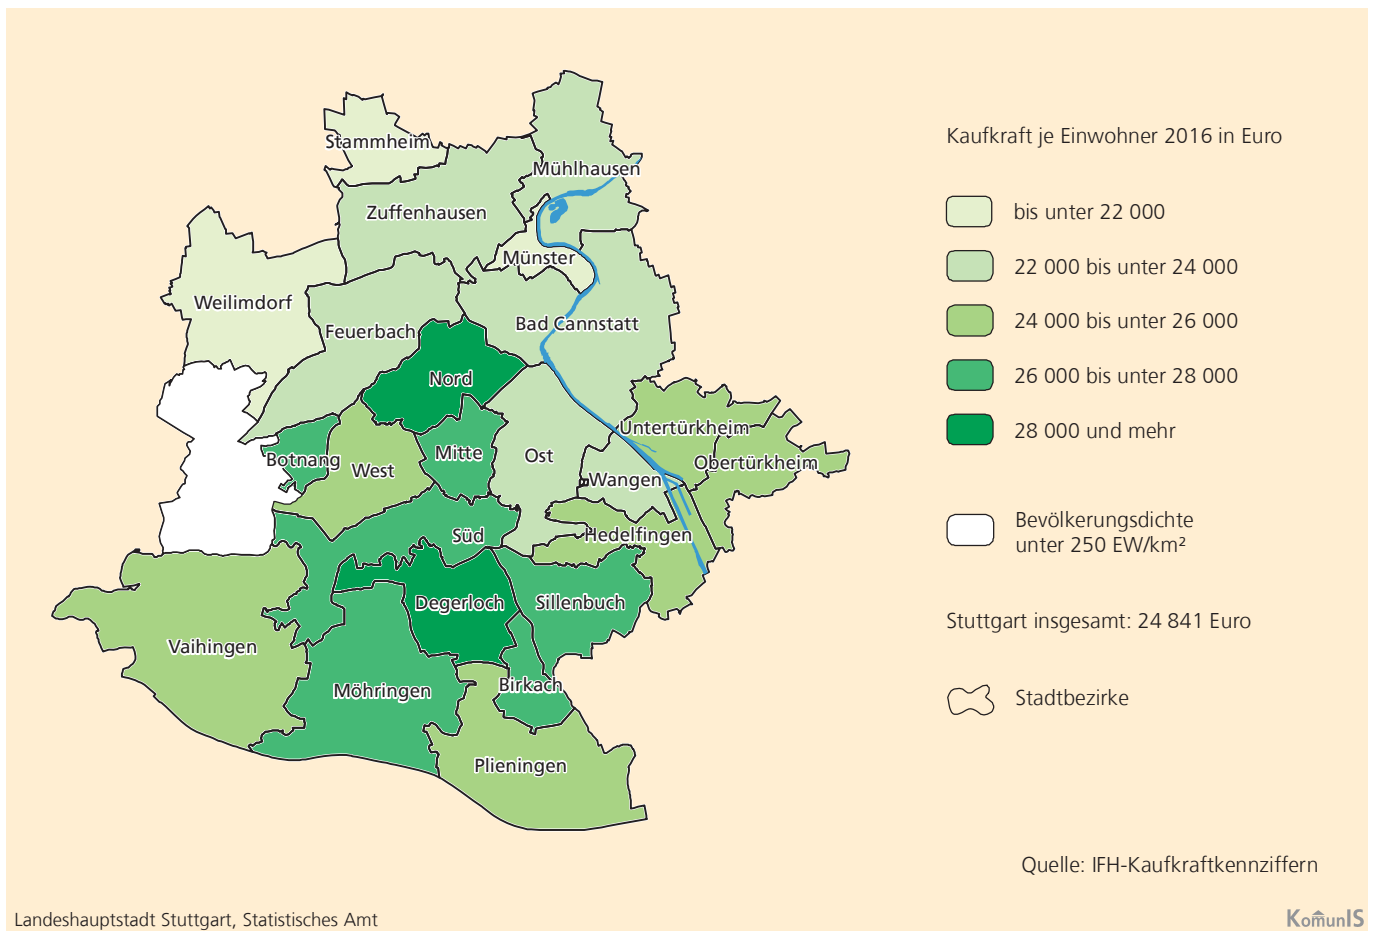 Stammheim
Mühlhausen
Zuffenhausen
Münster
Weilimdorf
Feuerbach
Bad Cannstatt
Nord
Untertürkheim
Botnang
West
Mitte
Ost
Wangen
Obertürkheim
Süd
Hedelfingen
Degerloch
Sillenbuch
Vaihingen
Möhringen
Birkach
Plieningen
Kaufkraft je Einwohner 2016 in Euro
bis unter 22 000
22 000 bis unter 24 000
24 000 bis unter 26 000
26 000 bis unter 28 000
28 000 und mehr
Bevölkerungsdichte
unter 250 EW/km²
Stuttgart insgesamt: 24 841 Euro
Stadtbezirke
Quelle: IFH-Kaufkraftkennziffern
Landeshauptstadt Stuttgart, Statistisches Amt
KomunIS